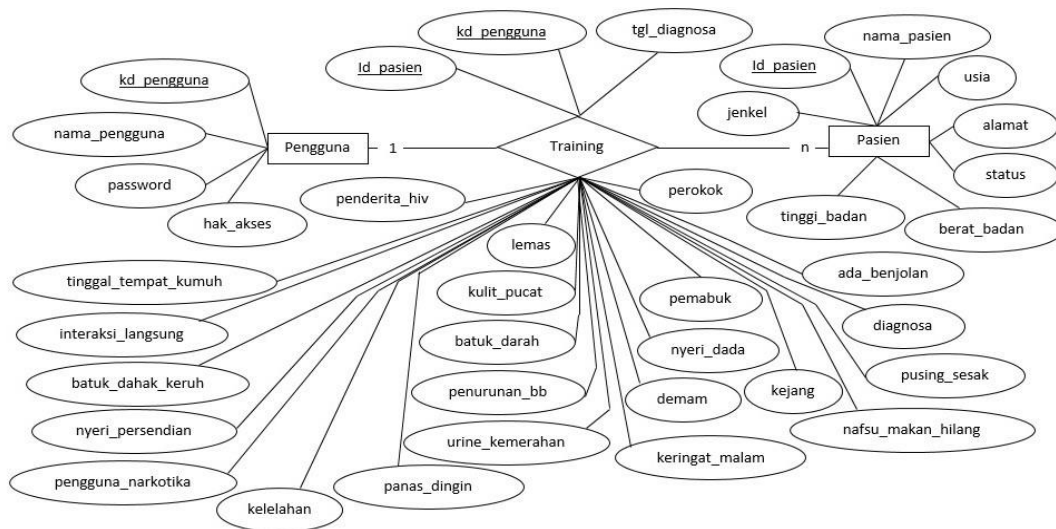 kd_pengguna
tgl_diagnosa
nama_pasien
Id_pasien
Id_pasien
kd_pengguna
usia
jenkel
alamat
nama_pengguna
Pengguna
1
Training
n
Pasien
status
password
penderita_hiv
perokok
hak_akses
tinggi_badan
berat_badan
lemas
tinggal_tempat_kumuh
ada_benjolan
kulit_pucat
pemabuk
interaksi_langsung
diagnosa
batuk_darah
nyeri_dada
batuk_dahak_keruh
pusing_sesak
penurunan_bb
demam
kejang
nyeri_persendian
nafsu_makan_hilang
urine_kemerahan
keringat_malam
pengguna_narkotika
panas_dingin
kelelahan